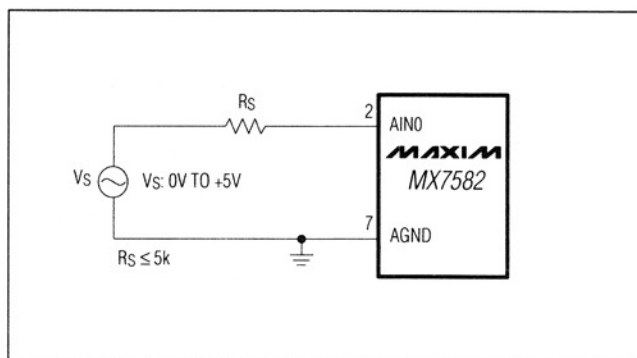 RS
2
AIN0
MAXIM
MX7582
VS
VS: 0V TO +5V
7
AGND
RS ≤ 5k